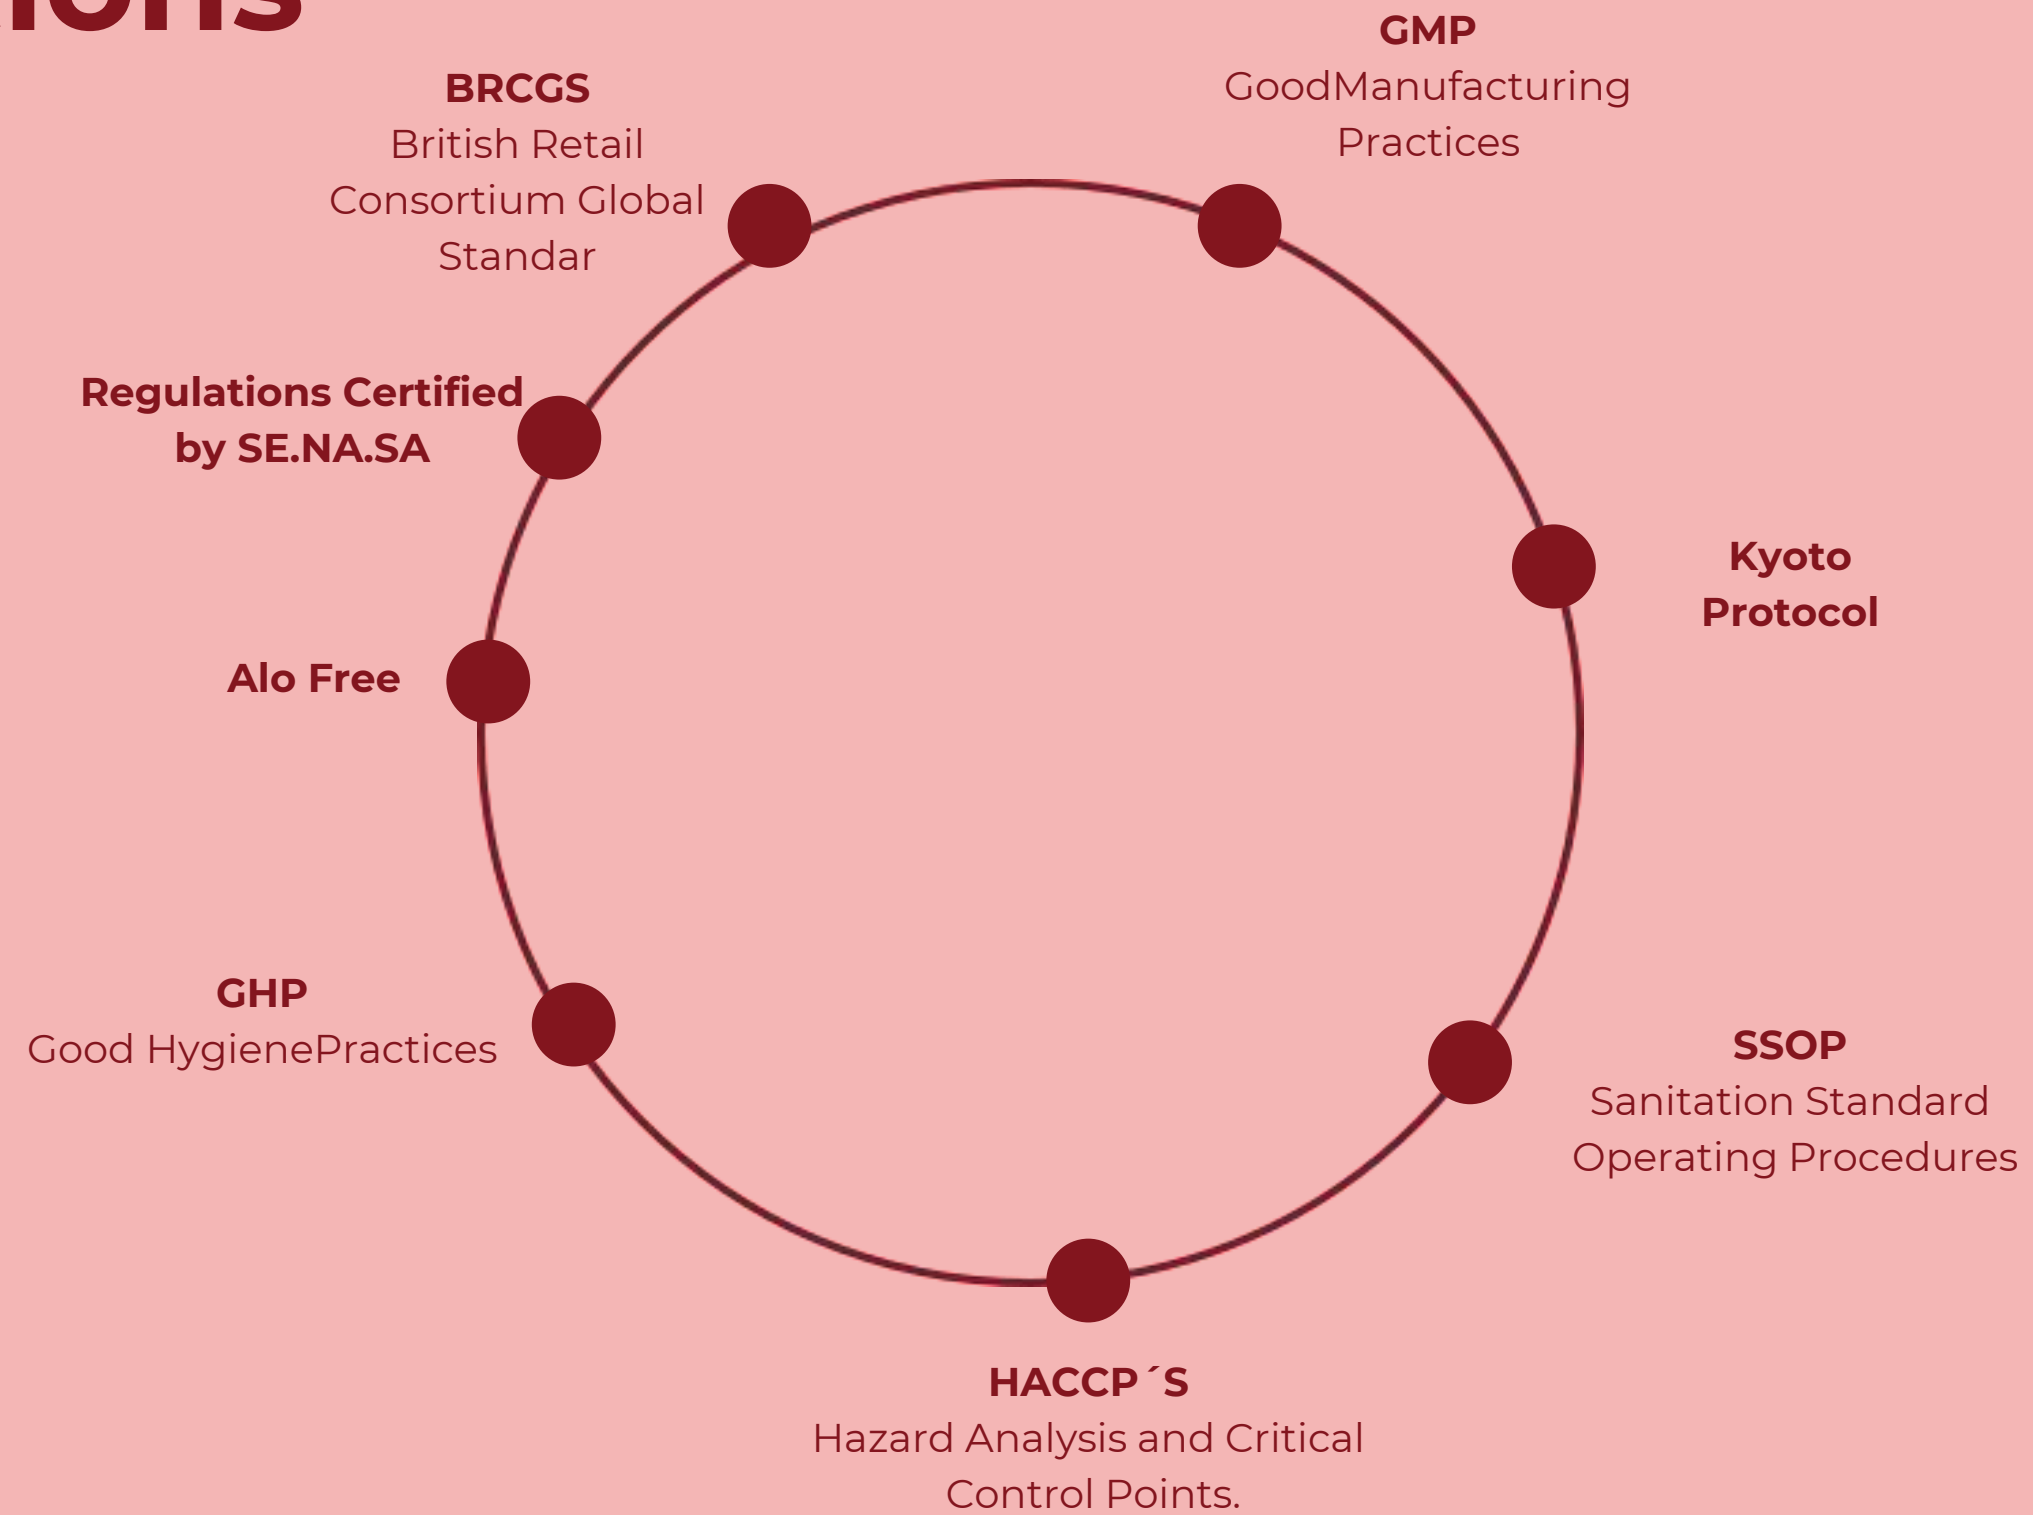 GMP
GoodManufacturing
Practices
BRCGS
British Retail
Consortium Global
Standar
Regulations Certified
by SE.NA.SA
Kyoto
Protocol
Alo Free
GHP
Good HygienePractices
SSOP
Sanitation Standard
Operating Procedures
HACCP´S
Hazard Analysis and Critical
Control Points.